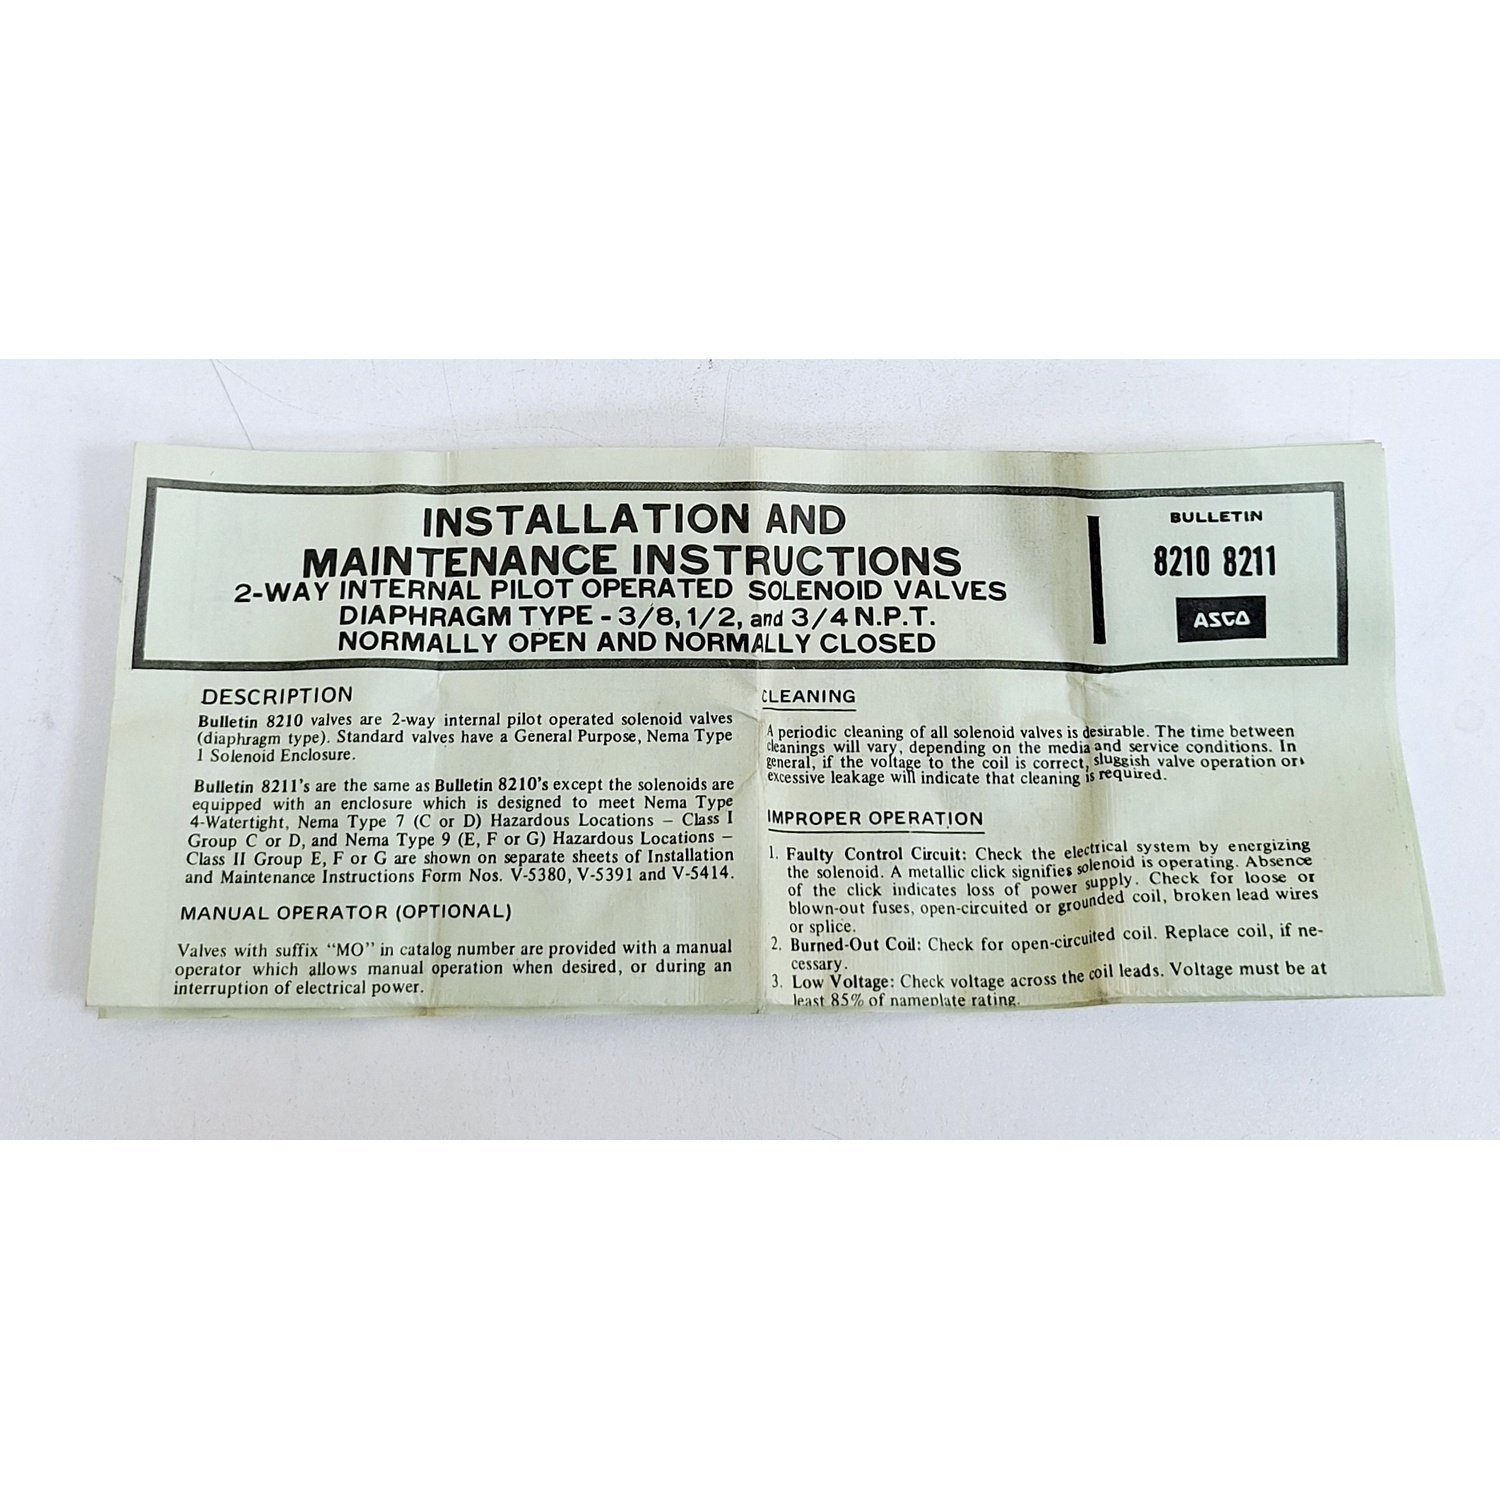 INSTALLATION AND
MAINTENANCE INSTRUCTIONS
2-WAY INTERNAL PILOT OPERATED SOLENOID VALVES
DIAPHRAGM TYPE - 3/8, 1/2, and 3/4 N.P.T.
NORMALLY OPEN AND NORMALLY CLOSED
BULLETIN
8210 8211
ASCO
DESCRIPTION
Bulletin 8210 valves are 2-way internal pilot operated solenoid valves
(diaphragm type). Standard valves have a General Purpose, Nema Type
1 Solenoid Enclosure.
Bulletin 8211's are the same as Bulletin 8210's except the solenoids are
equipped with an enclosure which is designed to meet Nema Type
4-Watertight, Nema Type 7 (C or D) Hazardous Locations – Class I
Group C or D, and Nema Type 9 (E, F or G) Hazardous Locations –
Class II Group E, F or G are shown on separate sheets of Installation
and Maintenance Instructions Form Nos. V-5380, V-5391 and V-5414.
MANUAL OPERATOR (OPTIONAL)
Valves with suffix “MO” in catalog number are provided with a manual
operator which allows manual operation when desired, or during an
interruption of electrical power.
CLEANING
A periodic cleaning of all solenoid valves is desirable. The time between
cleanings will vary, depending on the media and service conditions. In
general, if the voltage to the coil is correct, sluggish valve operation or
excessive leakage will indicate that cleaning is required.
IMPROPER OPERATION
1. Faulty Control Circuit: Check the electrical system by energizing
the solenoid. A metallic click signifies solenoid is operating. Absence
of the click indicates loss of power supply. Check for loose or
blown-out fuses, open-circuited or grounded coil, broken lead wires
or splice.
2. Burned-Out Coil: Check for open-circuited coil. Replace coil, if ne-
cessary.
3. Low Voltage: Check voltage across the coil leads. Voltage must be at
least 85% of nameplate rating.